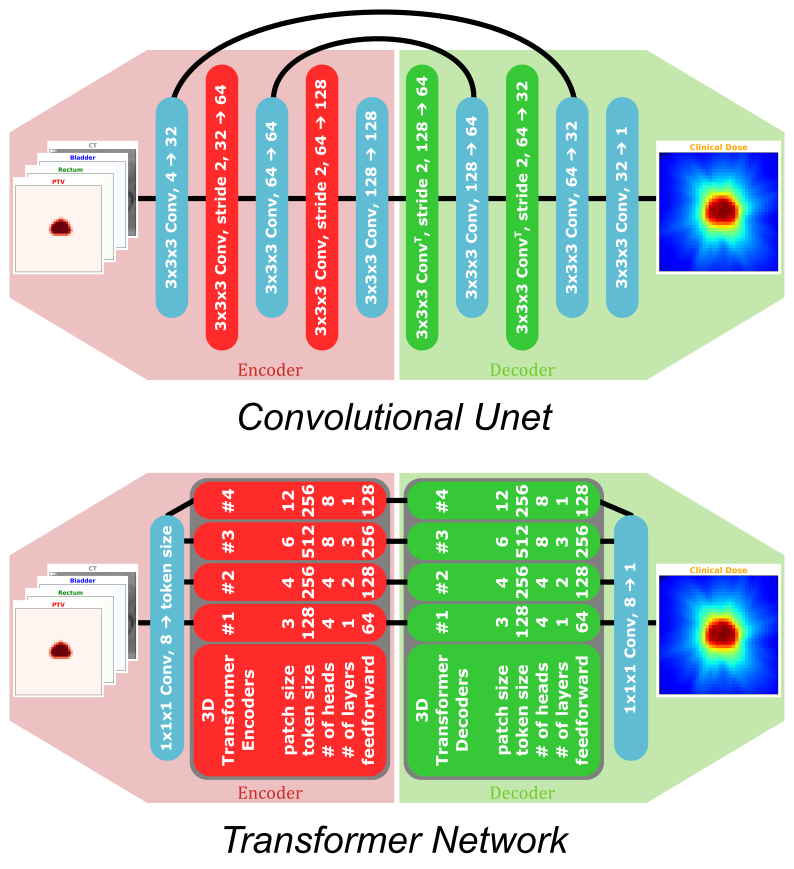 CT
Bladder
Rectum
PTV
3x3x3 Conv, 4 → 32
3x3x3 Conv, stride 2, 32 → 64
3x3x3 Conv, 64 → 64
3x3x3 Conv, stride 2, 64 → 128
3x3x3 Conv, 128 → 128
3x3x3 Convᵀ, stride 2, 128 → 64
3x3x3 Conv, 128 → 64
3x3x3 Convᵀ, stride 2, 64 → 32
3x3x3 Conv, 64 → 32
3x3x3 Conv, 32 → 1
Clinical Dose
Encoder
Decoder
Convolutional Unet
CT
Bladder
Rectum
PTV
1x1x1 Conv, 8 → token size
3D
Transformer
Encoders
#1 #2 #3 #4
patch size 3 4 6 12
token size 128 256 512 256
# of heads 4 4 8 8
# of layers 1 2 3 1
feedforward 64 128 256 128
3D
Transformer
Decoders
#1 #2 #3 #4
patch size 3 4 6 12
token size 128 256 512 256
# of heads 4 4 8 8
# of layers 1 2 3 1
feedforward 64 128 256 128
1x1x1 Conv, 8 → 1
Clinical Dose
Encoder
Decoder
Transformer Network